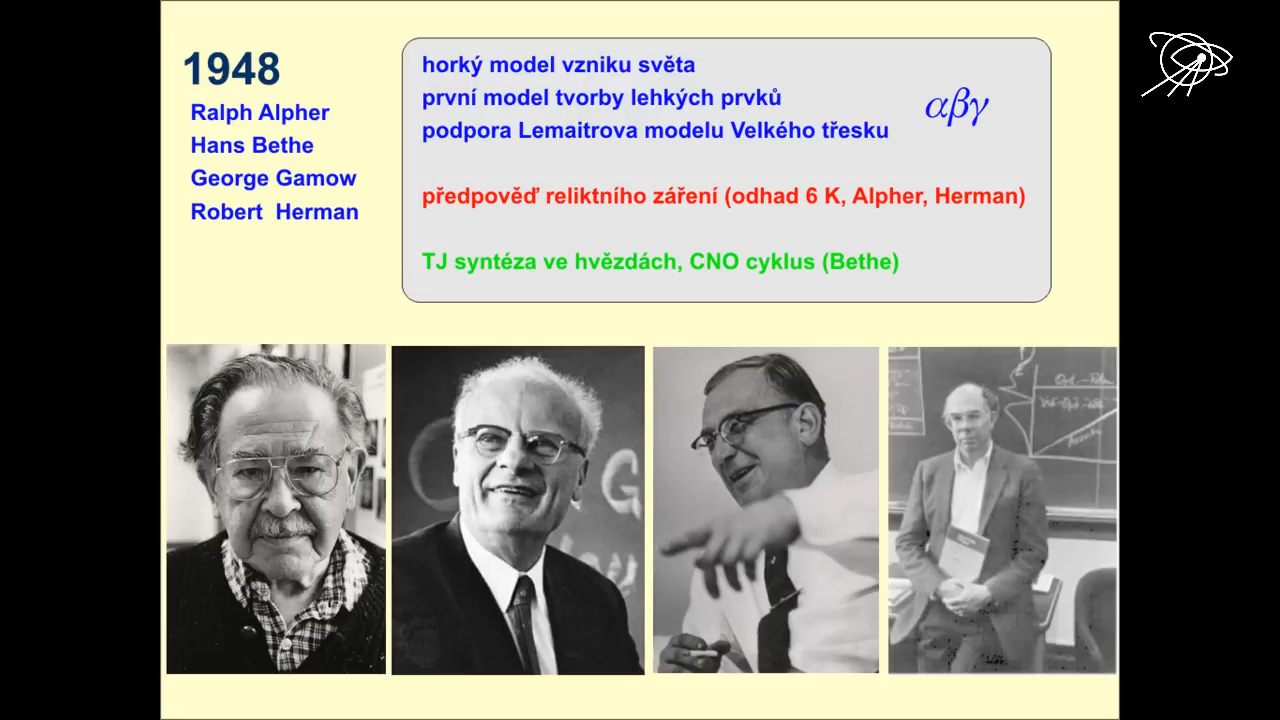 1948
Ralph Alpher
Hans Bethe
George Gamow
Robert Herman
horký model vzniku světa
první model tvorby lehkých prvků
podpora Lemaitrova modelu Velkého třesku
αβγ
předpověď reliktního záření (odhad 6 K, Alpher, Herman)
TJ syntéza ve hvězdách, CNO cyklus (Bethe)
G